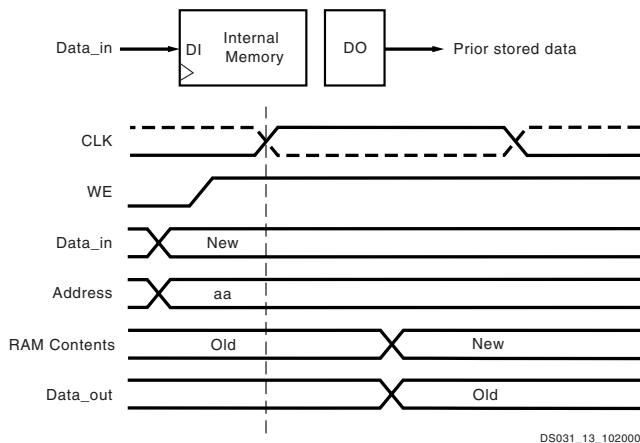 Data_in
DI
Internal
Memory
DO
Prior stored data
CLK
WE
Data_in
New
Address
aa
RAM Contents
Old
New
Data_out
Old
DS031_13_102000